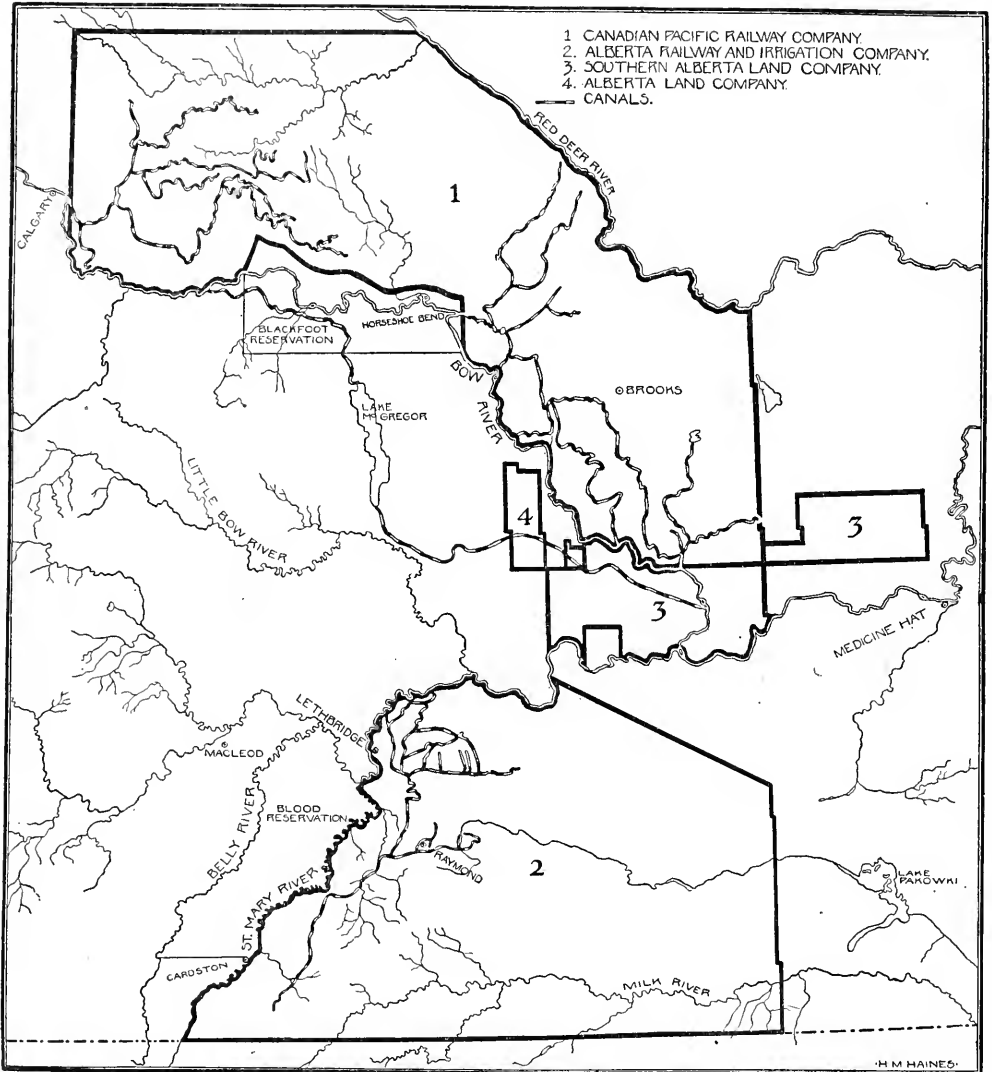 1 CANADIAN PACIFIC RAILWAY COMPANY.
2. ALBERTA RAILWAY AND IRRIGATION COMPANY.
3. SOUTHERN ALBERTA LAND COMPANY.
4. ALBERTA LAND COMPANY.
CANALS.
RED DEER RIVER
CALGARY
1
BLACKFOOT
RESERVATION
HORSESHOE BEND
BOW
RIVER
BROOKS
LAKE
McGREGOR
LITTLE
BOW RIVER
4
3
3
MEDICINE HAT
LETHBRIDGE
MACLEOD
BELLY RIVER
BLOOD
RESERVATION
RAYMOND
2
LAKE
PAKOWKI
ST. MARY RIVER
CARDSTON
MILK RIVER
·H M HAINES·